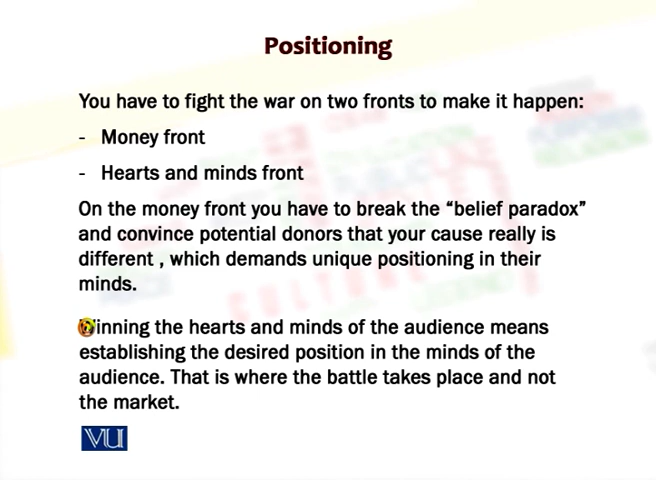 Positioning
You have to fight the war on two fronts to make it happen:
- Money front
- Hearts and minds front
On the money front you have to break the “belief paradox”
and convince potential donors that your cause really is
different , which demands unique positioning in their
minds.
inning the hearts and minds of the audience means
establishing the desired position in the minds of the
audience. That is where the battle takes place and not
the market.
VU